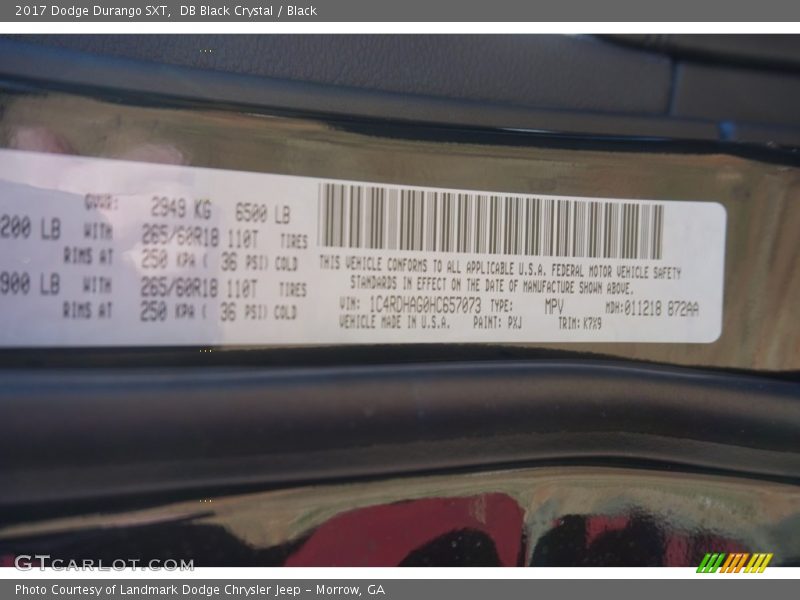 2017 Dodge Durango SXT,  DB Black Crystal / Black
GVWR: 2949 KG 6500 LB
200 LB WITH 265/60R18 110T TIRES
RIMS AT 250 KPA ( 36 PSI) COLD
900 LB WITH 265/60R18 110T TIRES
RIMS AT 250 KPA ( 36 PSI) COLD
THIS VEHICLE CONFORMS TO ALL APPLICABLE U.S.A. FEDERAL MOTOR VEHICLE SAFETY
STANDARDS IN EFFECT ON THE DATE OF MANUFACTURE SHOWN ABOVE.
VIN: 1C4RDHAG0HC657073 TYPE: MPV MDH:011218 872AA
VEHICLE MADE IN U.S.A. PAINT: PXJ TRIM: K7X9
GTCARLOT.COM
Photo Courtesy of Landmark Dodge Chrysler Jeep – Morrow, GA